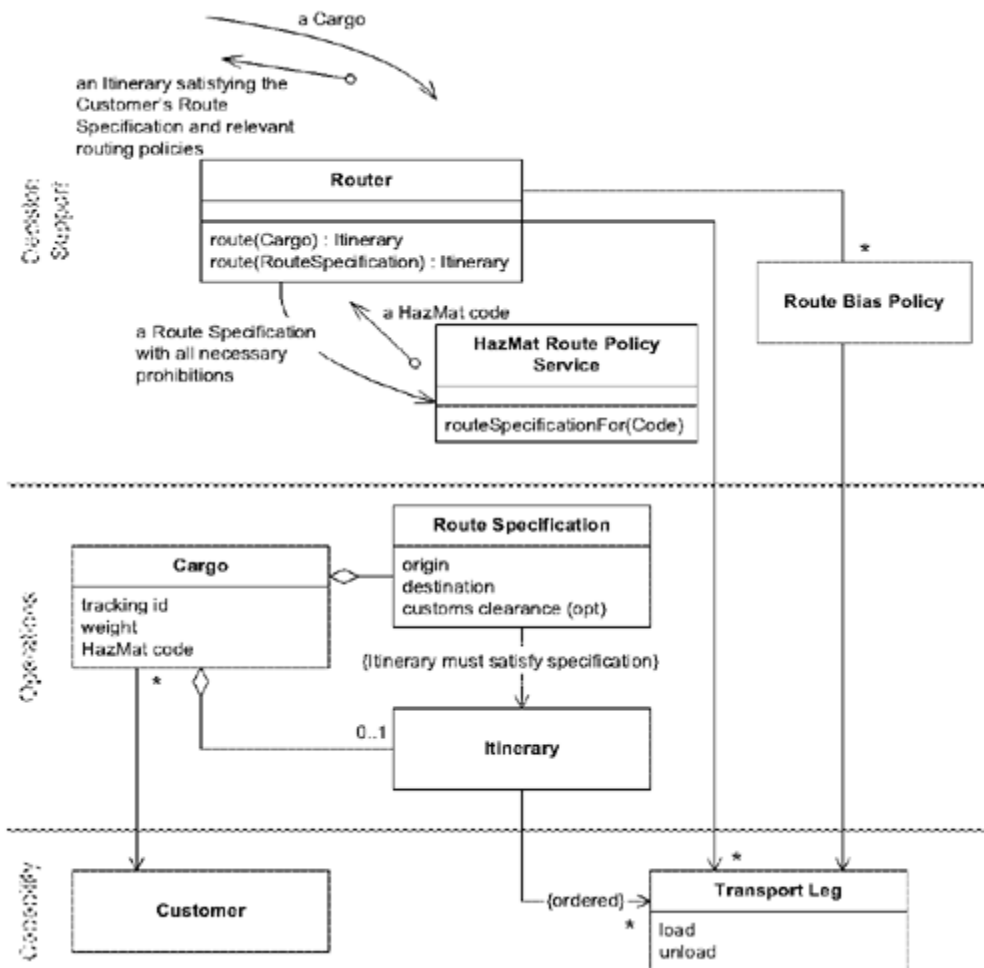 a Cargo
an Itinerary satisfying the
Customer's Route
Specification and relevant
routing policies
Decision
Support
Router
route(Cargo) : Itinerary
route(RouteSpecification) : Itinerary
*
Route Bias Policy
a HazMat code
a Route Specification
with all necessary
prohibitions
HazMat Route Policy
Service
routeSpecificationFor(Code)
Operations
Route Specification
origin
destination
customs clearance (opt)
Cargo
tracking id
weight
HazMat code
*
{Itinerary must satisfy specification}
0..1
Itinerary
Capability
Customer
{ordered}
*
*
Transport Leg
load
unload